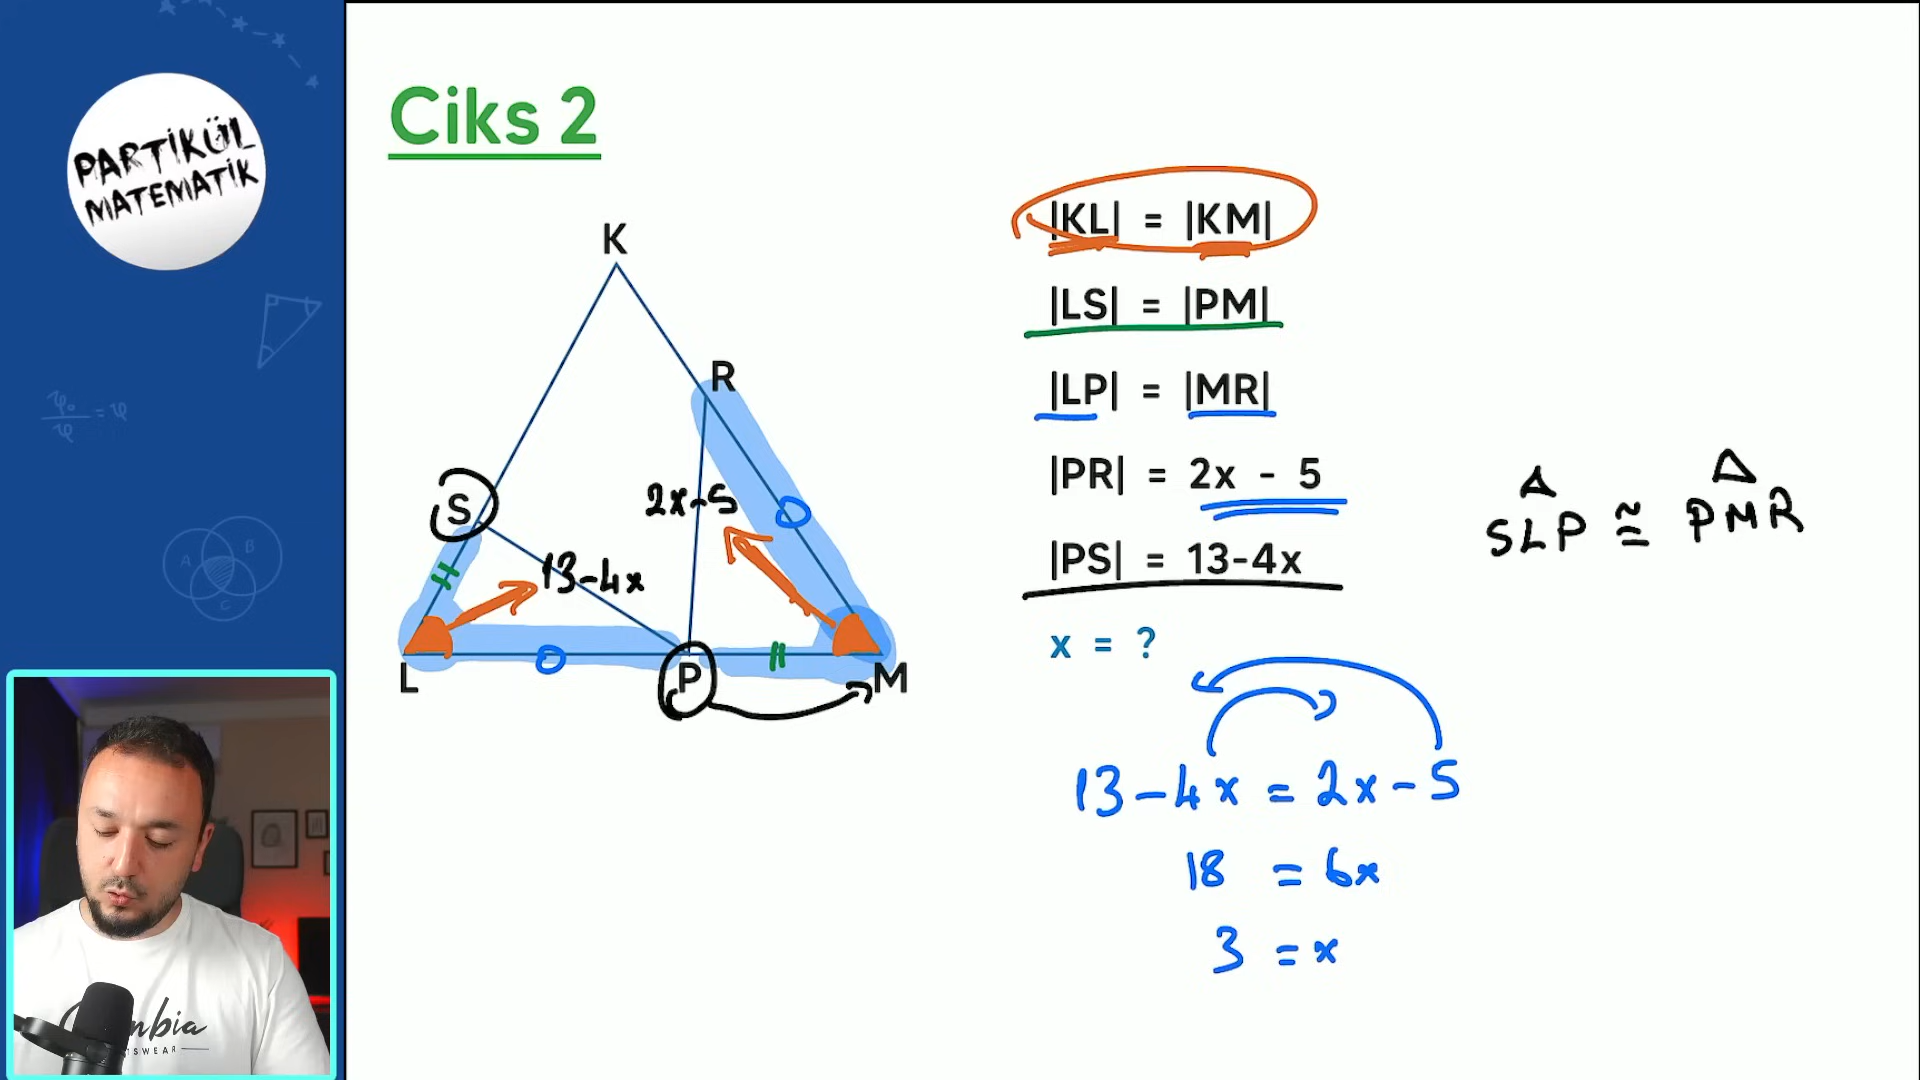 PARTİKÜL
MATEMATİK
Ciks 2
K
R
S
2x-5
13-4x
L
P
M
|KL| = |KM|
|LS| = |PM|
|LP| = |MR|
|PR| = 2x - 5
|PS| = 13-4x
x = ?
SLP ≅ PMR
13-4x = 2x-5
18 = 6x
3 = x
A
B
C